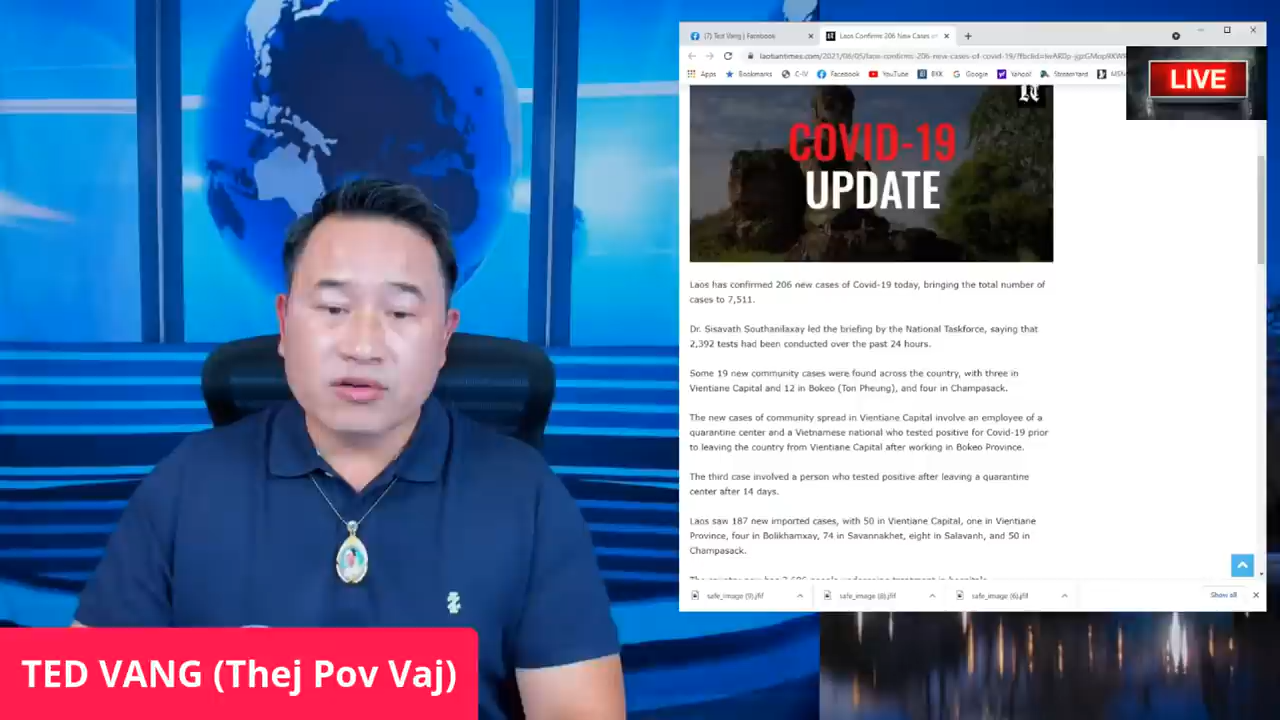 (7) Ted Vang | Facebook
Laos Confirms 206 New Cases of
laotiantimes.com/2021/08/05/laos-confirms-206-new-cases-of-covid-19/
Apps
Bookmarks
C-IV
Facebook
YouTube
BKK
Google
Yahoo!
StreamYard
MSN
LIVE
COVID-19
UPDATE
Laos has confirmed 206 new cases of Covid-19 today, bringing the total number of
cases to 7,511.
Dr. Sisavath Southanilaxay led the briefing by the National Taskforce, saying that
2,392 tests had been conducted over the past 24 hours.
Some 19 new community cases were found across the country, with three in
Vientiane Capital and 12 in Bokeo (Ton Pheung), and four in Champasack.
The new cases of community spread in Vientiane Capital involve an employee of a
quarantine center and a Vietnamese national who tested positive for Covid-19 prior
to leaving the country from Vientiane Capital after working in Bokeo Province.
The third case involved a person who tested positive after leaving a quarantine
center after 14 days.
Laos saw 187 new imported cases, with 50 in Vientiane Capital, one in Vientiane
Province, four in Bolikhamxay, 74 in Savannakhet, eight in Salavanh, and 50 in
Champasack.
safe_image (9).jfif
safe_image (8).jfif
safe_image (6).jfif
Show all
TED VANG (Thej Pov Vaj)